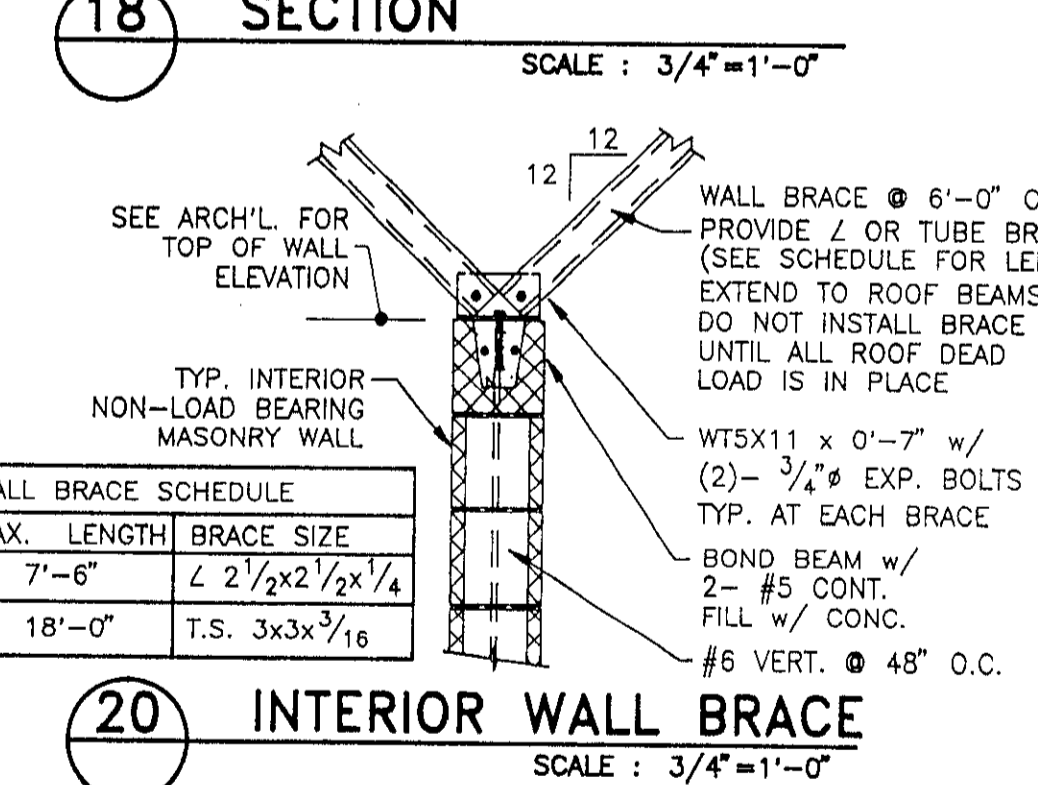 18 SECTION
SCALE : 3/4"=1'-0"
12
12
SEE ARCH'L. FOR
TOP OF WALL
ELEVATION
WALL BRACE @ 6'-0"
PROVIDE ∠ OR TUBE
(SEE SCHEDULE FOR
EXTEND TO ROOF BEAMS
DO NOT INSTALL BRACE
UNTIL ALL ROOF DEAD
LOAD IS IN PLACE
TYP. INTERIOR
NON-LOAD BEARING
MASONRY WALL
WT5X11 x 0'-7" w/
(2)- 3/4"ø EXP. BOLTS
TYP. AT EACH BRACE
BRACE SCHEDULE
LENGTH BRACE SIZE
7'-6" ∠ 2 1/2x2 1/2x1/4
18'-0" T.S. 3x3x3/16
BOND BEAM w/
2- #5 CONT.
FILL w/ CONC.
#6 VERT. @ 48" O.C.
20 INTERIOR WALL BRACE
SCALE : 3/4"=1'-0"